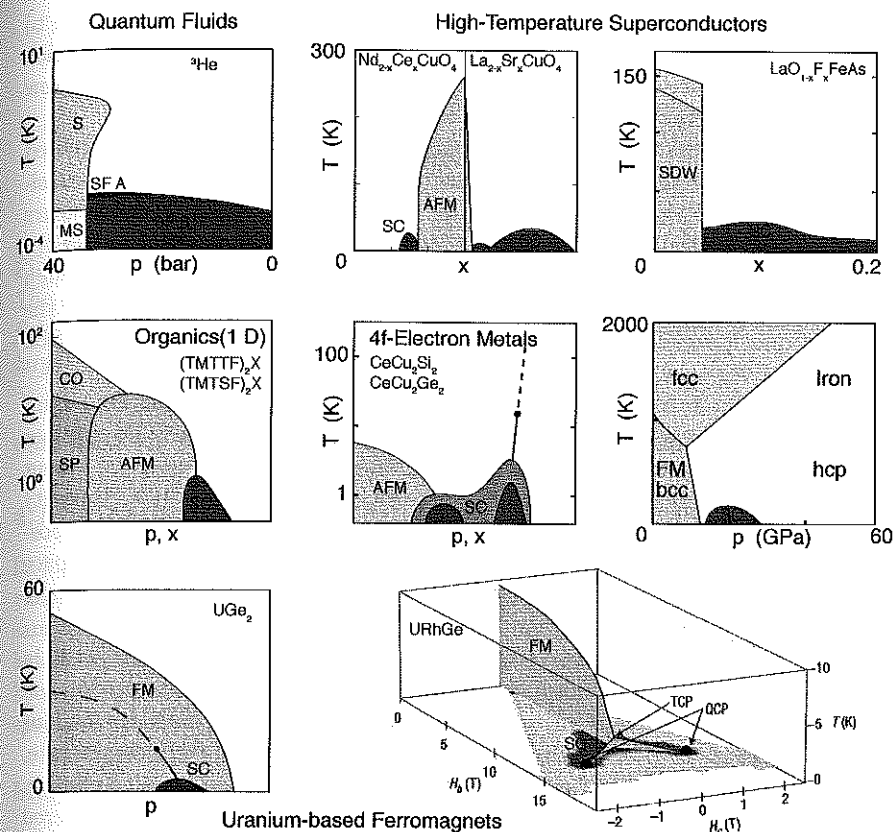 Quantum Fluids
High-Temperature Superconductors
10¹
³He
T (K)
S
SF A
MS
10⁻⁴
40
p (bar)
0
300
Nd₂₋ₓCeₓCuO₄
La₂₋ₓSrₓCuO₄
T (K)
SC
AFM
0
x
150
LaO₁₋ₓFₓFeAs
T (K)
SDW
0
x
0.2
10²
Organics(1 D)
(TMTTF)₂X
(TMTSF)₂X
CO
T (K)
SP
AFM
10⁰
p, x
4f-Electron Metals
100
CeCu₂Si₂
CeCu₂Ge₂
T (K)
AFM
1
SC
p, x
2000
fcc
Iron
T (K)
FM
bcc
hcp
0
p (GPa)
60
60
UGe₂
T (K)
FM
SC
0
p
URhGe
FM
TCP
QCP
SC
10
5
T(K)
0
0
5
10
15
H_b(T)
-2
-1
0
1
2
(T)
Uranium-based Ferromagnets